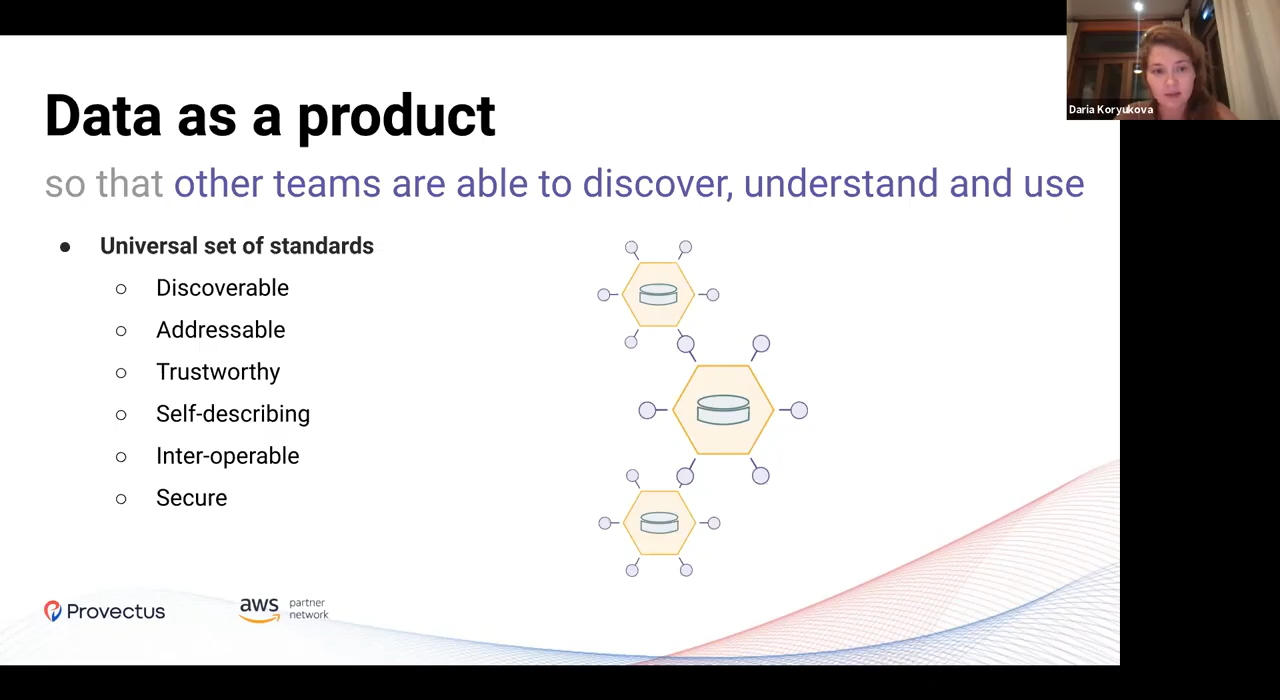 Data as a product
so that other teams are able to discover, understand and use
● Universal set of standards
○ Discoverable
○ Addressable
○ Trustworthy
○ Self-describing
○ Inter-operable
○ Secure
Provectus
aws partner network
Daria Koryukova